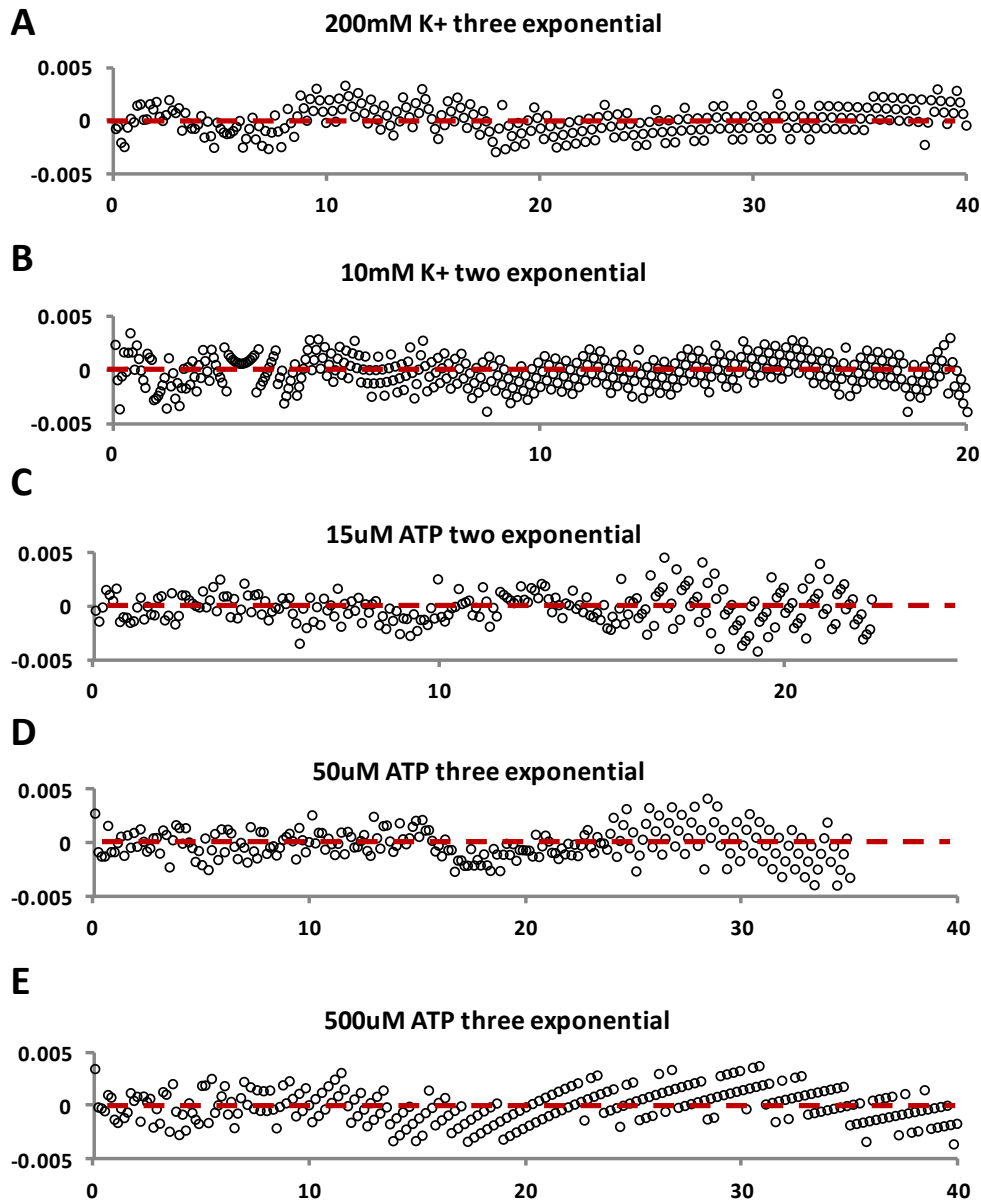 A
200mM K+ three exponential
0.005
0
-0.005
0 10 20 30 40
B
10mM K+ two exponential
0.005
0
-0.005
0 10 20
C
15uM ATP two exponential
0.005
0
-0.005
0 10 20
D
50uM ATP three exponential
0.005
0
-0.005
0 10 20 30 40
E
500uM ATP three exponential
0.005
0
-0.005
0 10 20 30 40